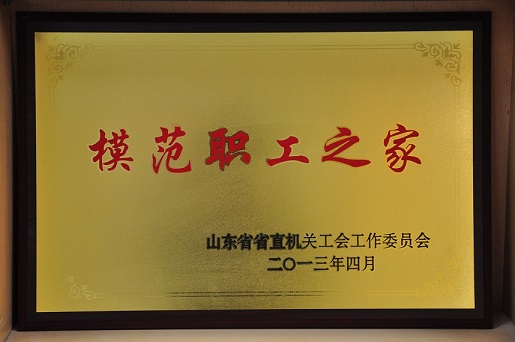 模范职工之家
山东省省直机关工会工作委员会
二〇一三年四月